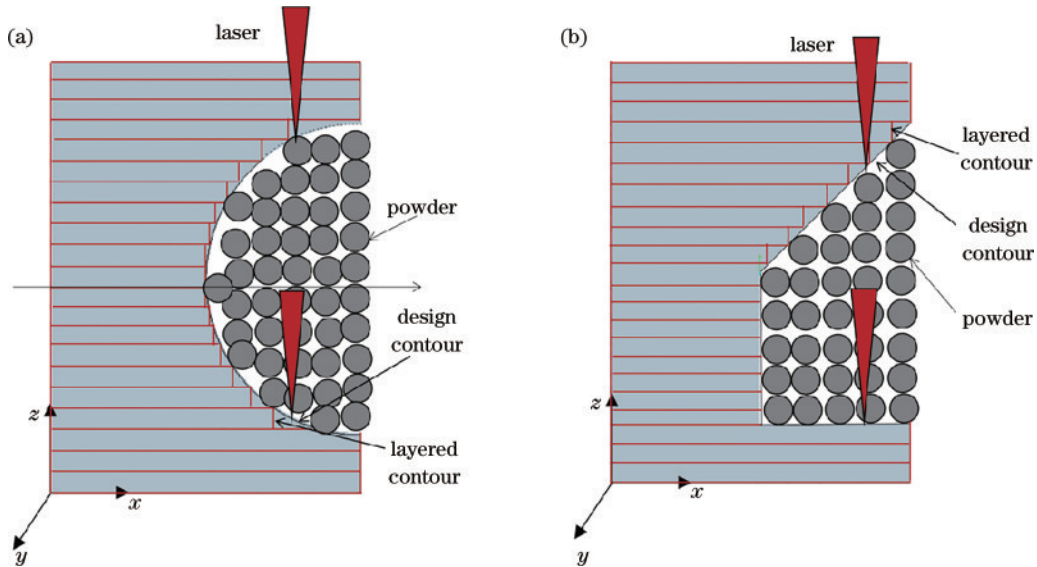 (a)
laser
powder
design
contour
layered
contour
z
x
y
(b)
laser
layered
contour
design
contour
powder
z
x
y